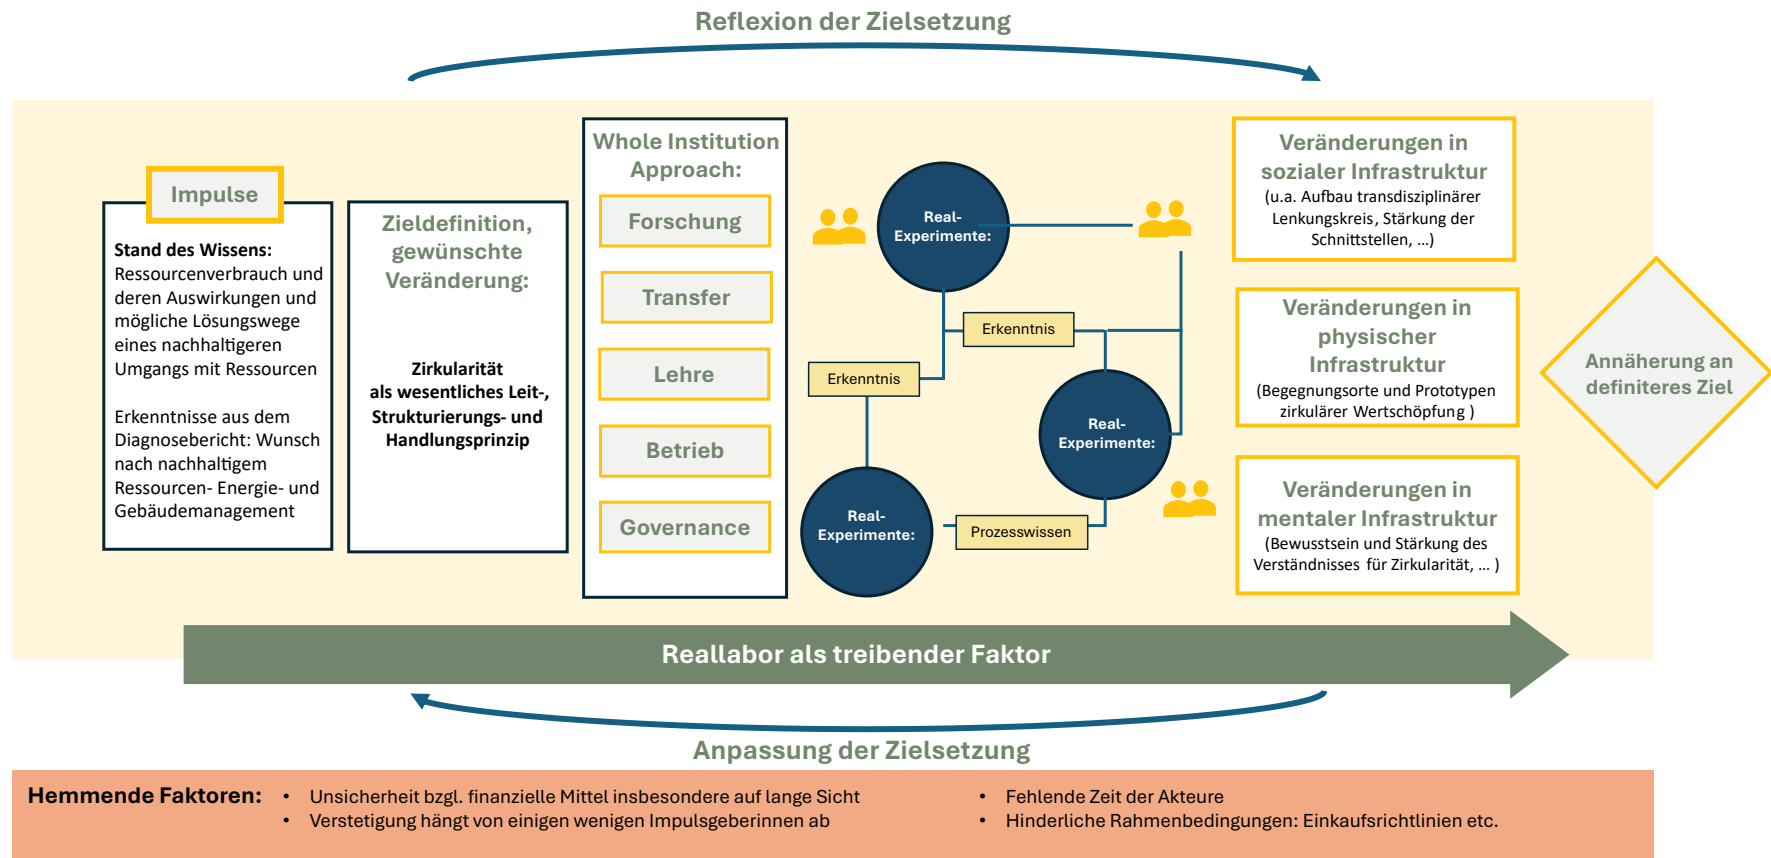 Reflexion der Zielsetzung
Impulse
Stand des Wissens:
Ressourcenverbrauch und
deren Auswirkungen und
mögliche Lösungswege
eines nachhaltigeren
Umgangs mit Ressourcen
Erkenntnisse aus dem
Diagnosebericht: Wunsch
nach nachhaltigem
Ressourcen- Energie- und
Gebäudemanagement
Zieldefinition,
gewünschte
Veränderung:
Zirkularität
als wesentliches Leit-,
Strukturierungs- und
Handlungsprinzip
Whole Institution
Approach:
Forschung
Transfer
Lehre
Betrieb
Governance
Real-
Experimente:
Erkenntnis
Erkenntnis
Real-
Experimente:
Real-
Experimente:
Prozesswissen
Veränderungen in
sozialer Infrastruktur
(u.a. Aufbau transdisziplinärer
Lenkungskreis, Stärkung der
Schnittstellen, ...)
Veränderungen in
physischer
Infrastruktur
(Begegnungsorte und Prototypen
zirkulärer Wertschöpfung )
Veränderungen in
mentaler Infrastruktur
(Bewusstsein und Stärkung des
Verständnisses für Zirkularität, ... )
Annäherung an
definiteres Ziel
Reallabor als treibender Faktor
Anpassung der Zielsetzung
Hemmende Faktoren:
• Unsicherheit bzgl. finanzielle Mittel insbesondere auf lange Sicht
• Verstetigung hängt von einigen wenigen Impulsgeberinnen ab
• Fehlende Zeit der Akteure
• Hinderliche Rahmenbedingungen: Einkaufsrichtlinien etc.